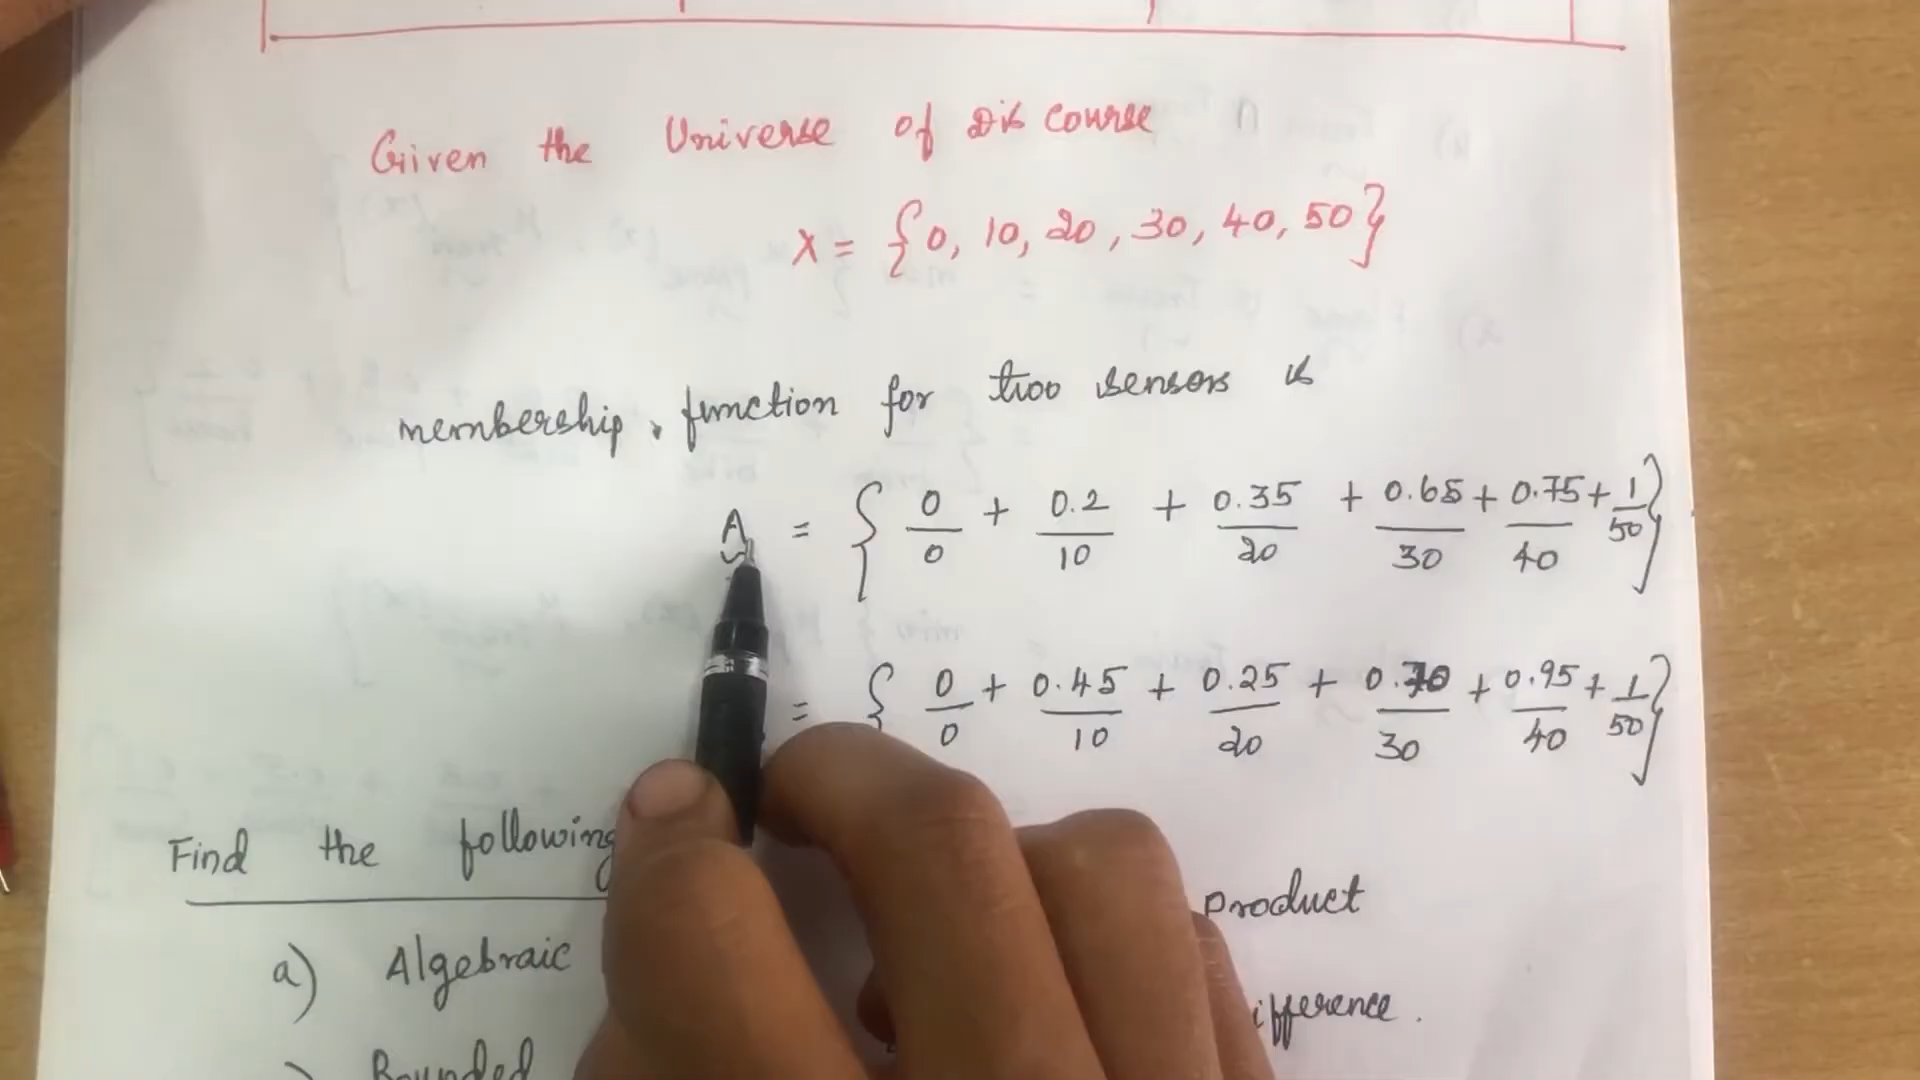 Given the Universe of Discourse
X = {0, 10, 20, 30, 40, 50}
membership function for two sensors is
A = { 0/0 + 0.2/10 + 0.35/20 + 0.65/30 + 0.75/40 + 1/50 }
= { 0/0 + 0.45/10 + 0.25/20 + 0.70/30 + 0.95/40 + 1/50 }
Find the following
product
a) Algebraic
ifference.
Bounded